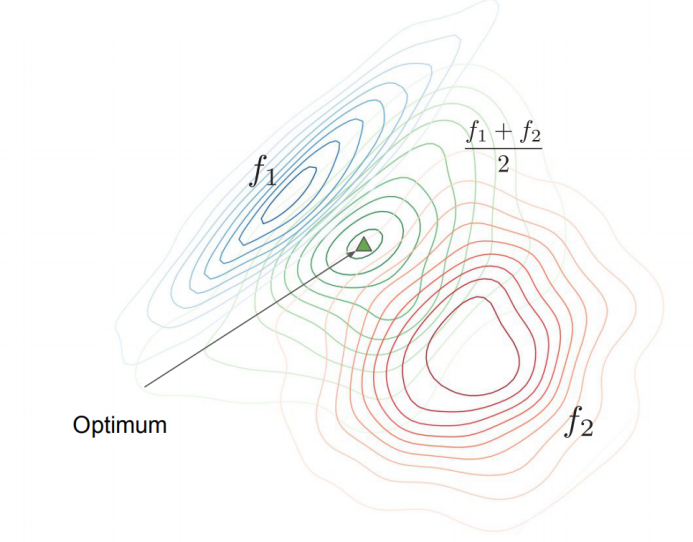 f₁
f₁ + f₂
2
f₂
Optimum